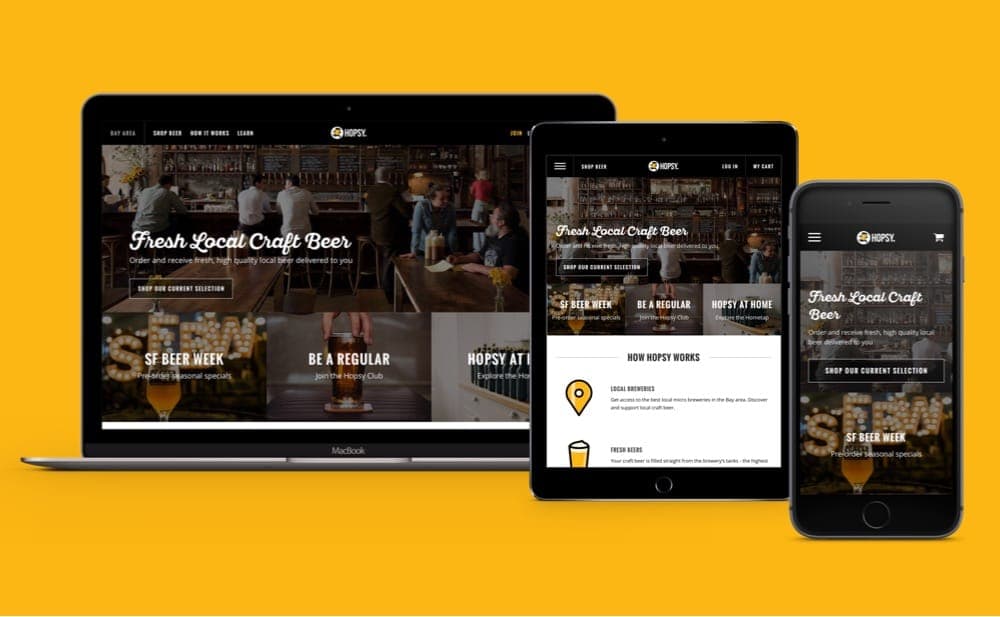 BAY AREA
SHOP BEER
HOW IT WORKS
LEARN
HOPSY.
JOIN
Fresh Local Craft Beer
Order and receive fresh, high quality local beer delivered to you
SHOP OUR CURRENT SELECTION
SF BEER WEEK
Pre-order seasonal specials
BE A REGULAR
Join the Hopsy Club
HOPSY AT
Explore the Ho
MacBook
SHOP BEER
HOPSY.
LOG IN
MY CART
Fresh Local Craft Beer
Order and receive fresh, high quality local beer delivered to you
SHOP OUR CURRENT SELECTION
SF BEER WEEK
Pre-order seasonal specials
BE A REGULAR
Join the Hopsy Club
HOPSY AT HOME
Explore the Hometap
HOW HOPSY WORKS
LOCAL BREWERIES
Get access to the best local micro breweries in the Bay area. Discover
and support local craft beer.
FRESH BEERS
Your craft beer is filled straight from the brewery's tanks - the highest
HOPSY.
Fresh Local Craft
Beer
Order and receive fresh, high quality local
beer delivered to you
SHOP OUR CURRENT SELECTION
SF BEER WEEK
Pre-order seasonal specials